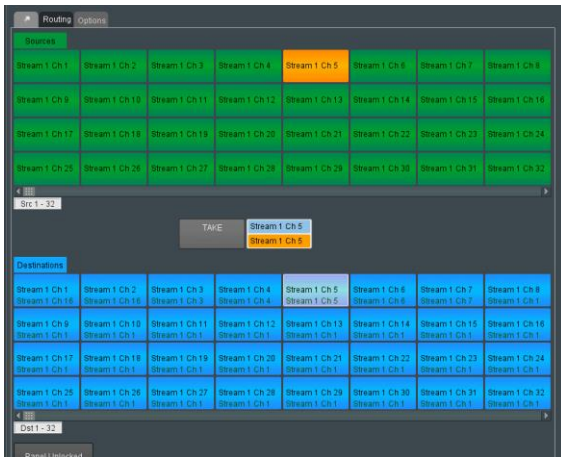 Routing Options
Sources
Stream 1 Ch 1 Stream 1 Ch 2 Stream 1 Ch 3 Stream 1 Ch 4 Stream 1 Ch 5 Stream 1 Ch 6 Stream 1 Ch 7 Stream 1 Ch 8
Stream 1 Ch 9 Stream 1 Ch 10 Stream 1 Ch 11 Stream 1 Ch 12 Stream 1 Ch 13 Stream 1 Ch 14 Stream 1 Ch 15 Stream 1 Ch 16
Stream 1 Ch 17 Stream 1 Ch 18 Stream 1 Ch 19 Stream 1 Ch 20 Stream 1 Ch 21 Stream 1 Ch 22 Stream 1 Ch 23 Stream 1 Ch 24
Stream 1 Ch 25 Stream 1 Ch 26 Stream 1 Ch 27 Stream 1 Ch 28 Stream 1 Ch 29 Stream 1 Ch 30 Stream 1 Ch 31 Stream 1 Ch 32
Src 1 - 32
TAKE
Stream 1 Ch 5
Stream 1 Ch 5
Destinations
Stream 1 Ch 1 Stream 1 Ch 2 Stream 1 Ch 3 Stream 1 Ch 4 Stream 1 Ch 5 Stream 1 Ch 6 Stream 1 Ch 7 Stream 1 Ch 8
Stream 1 Ch 16 Stream 1 Ch 16 Stream 1 Ch 3 Stream 1 Ch 4 Stream 1 Ch 5 Stream 1 Ch 6 Stream 1 Ch 7 Stream 1 Ch 1
Stream 1 Ch 9 Stream 1 Ch 10 Stream 1 Ch 11 Stream 1 Ch 12 Stream 1 Ch 13 Stream 1 Ch 14 Stream 1 Ch 15 Stream 1 Ch 16
Stream 1 Ch 1 Stream 1 Ch 1 Stream 1 Ch 1 Stream 1 Ch 1 Stream 1 Ch 1 Stream 1 Ch 1 Stream 1 Ch 1 Stream 1 Ch 1
Stream 1 Ch 17 Stream 1 Ch 18 Stream 1 Ch 19 Stream 1 Ch 20 Stream 1 Ch 21 Stream 1 Ch 22 Stream 1 Ch 23 Stream 1 Ch 24
Stream 1 Ch 1 Stream 1 Ch 1 Stream 1 Ch 1 Stream 1 Ch 1 Stream 1 Ch 1 Stream 1 Ch 1 Stream 1 Ch 1 Stream 1 Ch 1
Stream 1 Ch 25 Stream 1 Ch 26 Stream 1 Ch 27 Stream 1 Ch 28 Stream 1 Ch 29 Stream 1 Ch 30 Stream 1 Ch 31 Stream 1 Ch 32
Stream 1 Ch 1 Stream 1 Ch 1 Stream 1 Ch 1 Stream 1 Ch 1 Stream 1 Ch 1 Stream 1 Ch 1 Stream 1 Ch 1 Stream 1 Ch 1
Dst 1 - 32
Panel Unlocked